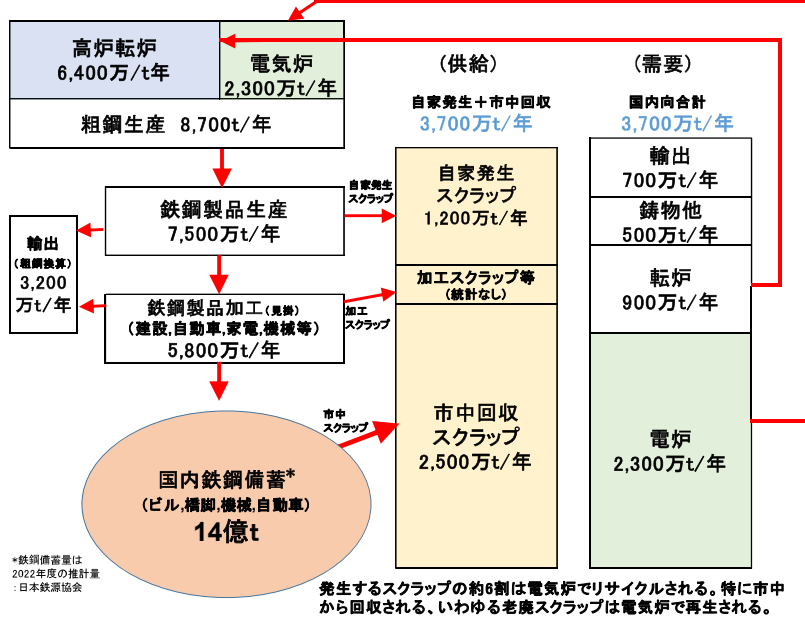 高炉転炉
6,400万/t年
電気炉
2,300万t/年
粗鋼生産 8,700t/年
鉄鋼製品生産
7,500万t/年
輸出
(粗鋼換算)
3,200
万t/年
鉄鋼製品加工(見掛)
(建設,自動車,家電,機械等)
5,800万t/年
国内鉄鋼備蓄*
(ビル,橋脚,機械,自動車)
14億t
*鉄鋼備蓄量は
2022年度の推計量
:日本鉄源協会
自家発生
スクラップ
加工
スクラップ
市中
スクラップ
(供給)
自家発生+市中回収
3,700万t/年
自家発生
スクラップ
1,200万t/年
加工スクラップ等
(統計なし)
市中回収
スクラップ
2,500万t/年
(需要)
国内向合計
3,700万t/年
輸出
700万t/年
鋳物他
500万t/年
転炉
900万t/年
電炉
2,300万t/年
発生するスクラップの約6割は電気炉でリサイクルされる。特に市中
から回収される、いわゆる老廃スクラップは電気炉で再生される。